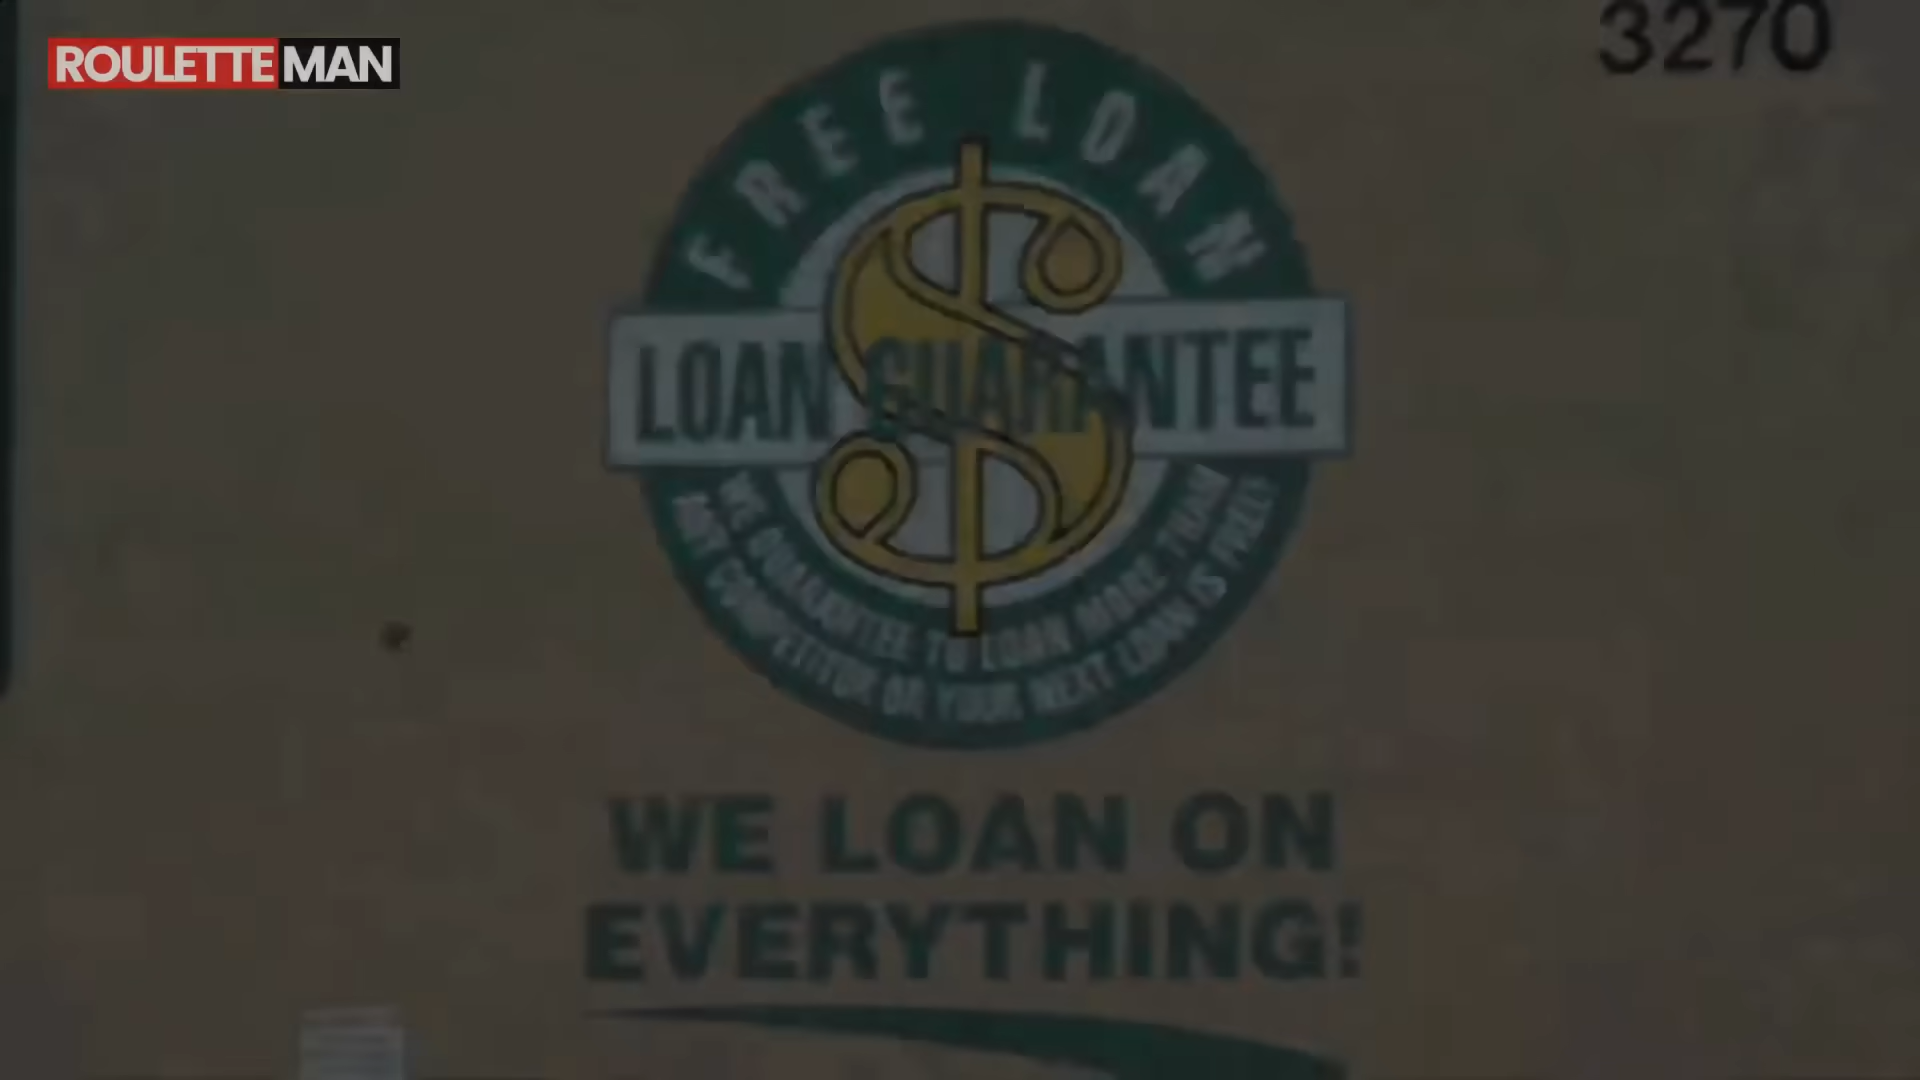 ROULETTEMAN
3270
FREE LOAN
LOAN GUARANTEE
WE GUARANTEE TO LOAN MORE THAN
ANY COMPETITOR OR YOUR NEXT LOAN IS FREE!
WE LOAN ON
EVERYTHING!